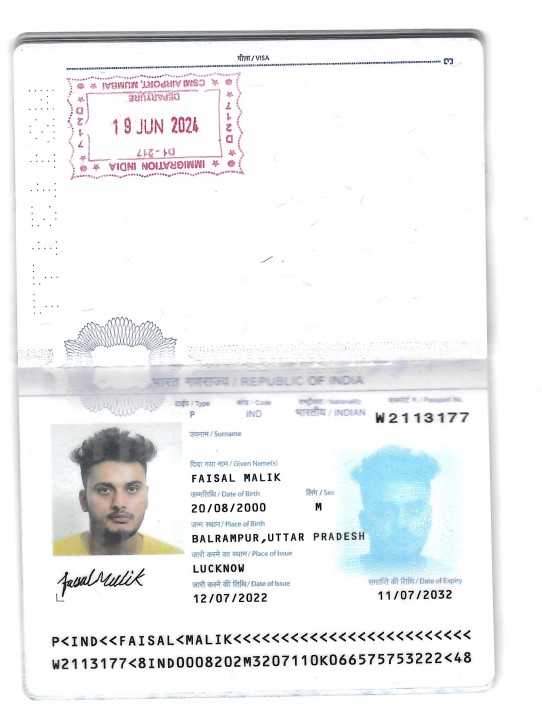 वीज़ा / VISA
3
IMMIGRATION INDIA
D1 - 217
19 JUN 2024
DEPARTURE
CSMI AIRPORT, MUMBAI
D 217
D 217
भारत गणराज्य / REPUBLIC OF INDIA
टाईप / Type
कोड / Code
राष्ट्रीयता / Nationality
पासपोर्ट न. / Passport No.
P
IND
भारतीय / INDIAN
W2113177
उपनाम / Surname
दिया गया नाम / Given Name(s)
FAISAL MALIK
जन्मतिथि / Date of Birth
लिंग / Sex
20/08/2000
M
जन्म स्थान / Place of Birth
BALRAMPUR,UTTAR PRADESH
जारी करने का स्थान / Place of Issue
LUCKNOW
जारी करने की तिथि / Date of Issue
समाप्ति की तिथि / Date of Expiry
12/07/2022
11/07/2032
Faisal Malik
P<IND<<FAISAL<MALIK<<<<<<<<<<<<<<<<<<<<<<<<<
W2113177<8IND0008202M3207110K066575753222<48